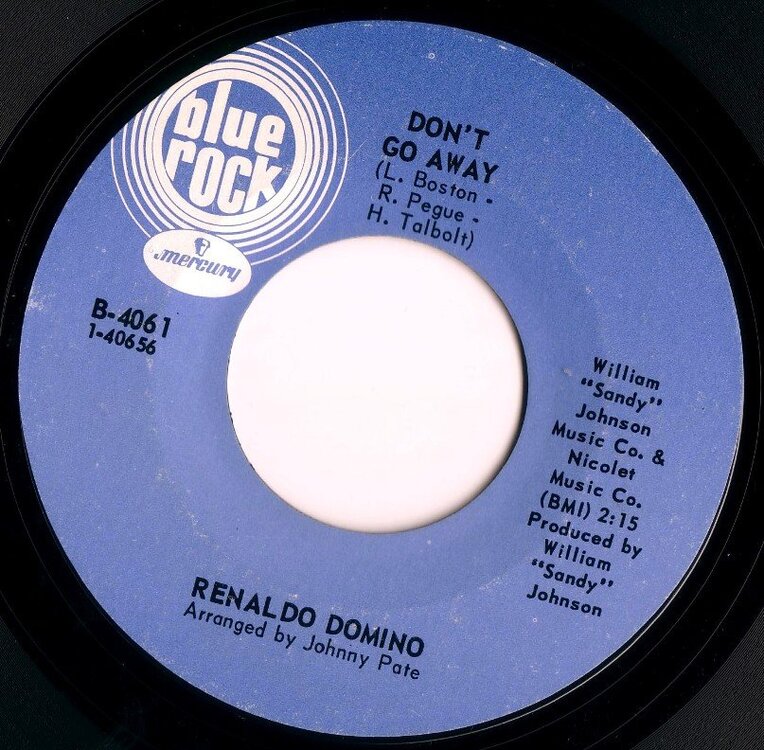 blue
rock
mercury
DON'T
GO AWAY
(L. Boston -
R. Pegue -
H. Talbolt)
B-4061
1-40656
William
"Sandy"
Johnson
Music Co. &
Nicolet
Music Co.
(BMI) 2:15
Produced by
William
"Sandy"
Johnson
RENALDO DOMINO
Arranged by Johnny Pate